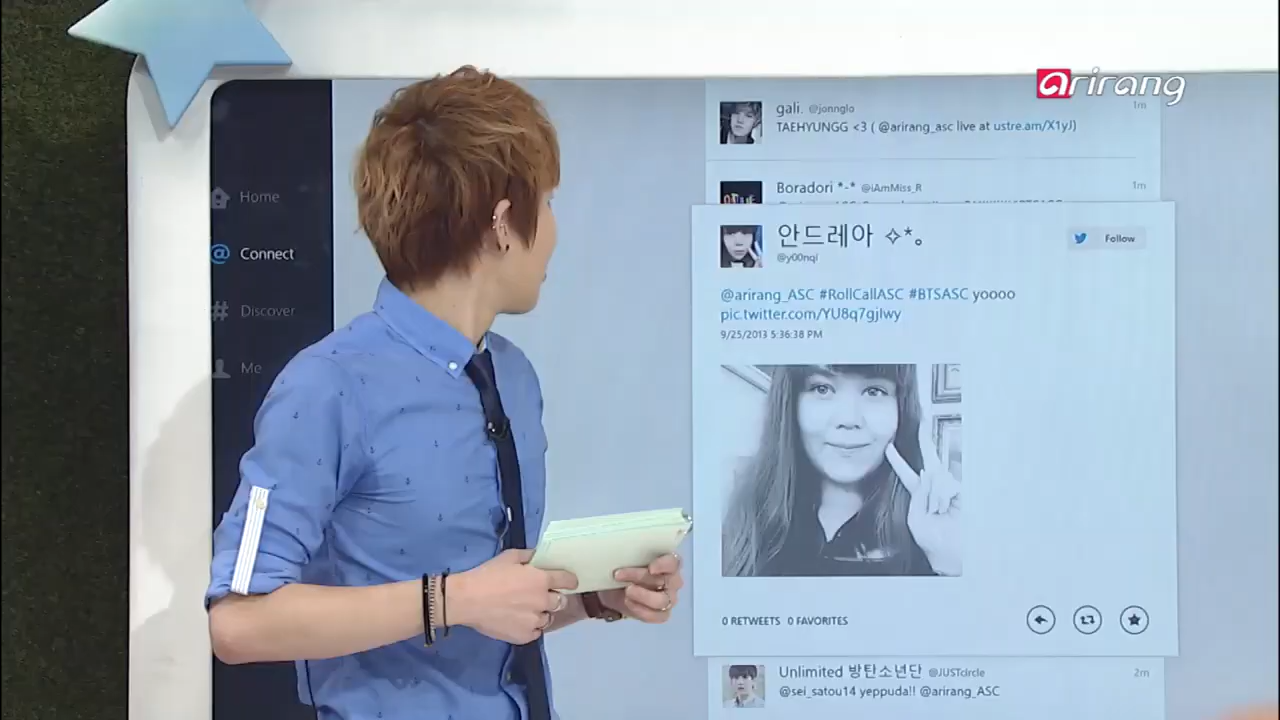 arirang
Home
Connect
Discover
Me
gali. @jonnglo 1m
TAEHYUNGG <3 ( @arirang_asc live at ustre.am/X1yJ)
Boradori *-* @iAmMiss_R 1m
안드레아 ✧*。
@y00nqi
Follow
@arirang_ASC #RollCallASC #BTSASC yoooo
pic.twitter.com/YU8q7gjlwy
9/25/2013 5:36:38 PM
0 RETWEETS 0 FAVORITES
Unlimited 방탄소년단 @JUSTcircle 2m
@sei_satou14 yeppuda!! @arirang_ASC